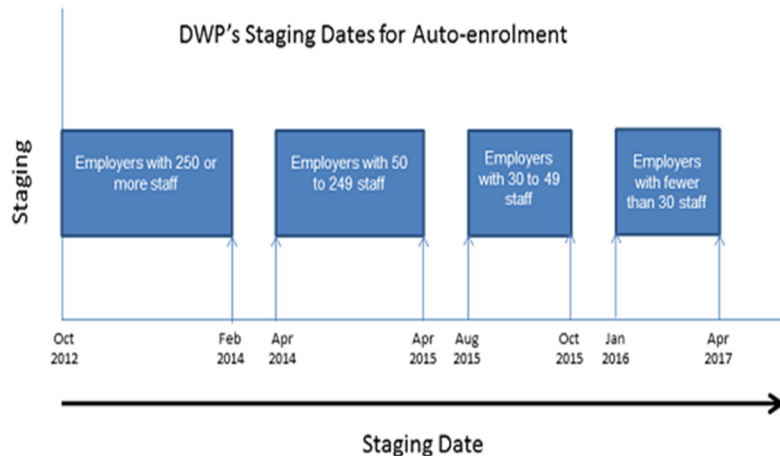 DWP's Staging Dates for Auto-enrolment
Staging
Employers with 250 or
more staff
Employers with 50
to 249 staff
Employers
with 30 to 49
staff
Employers
with fewer
than 30 staff
Oct
2012
Feb
2014
Apr
2014
Apr
2015
Aug
2015
Oct
2015
Jan
2016
Apr
2017
Staging Date